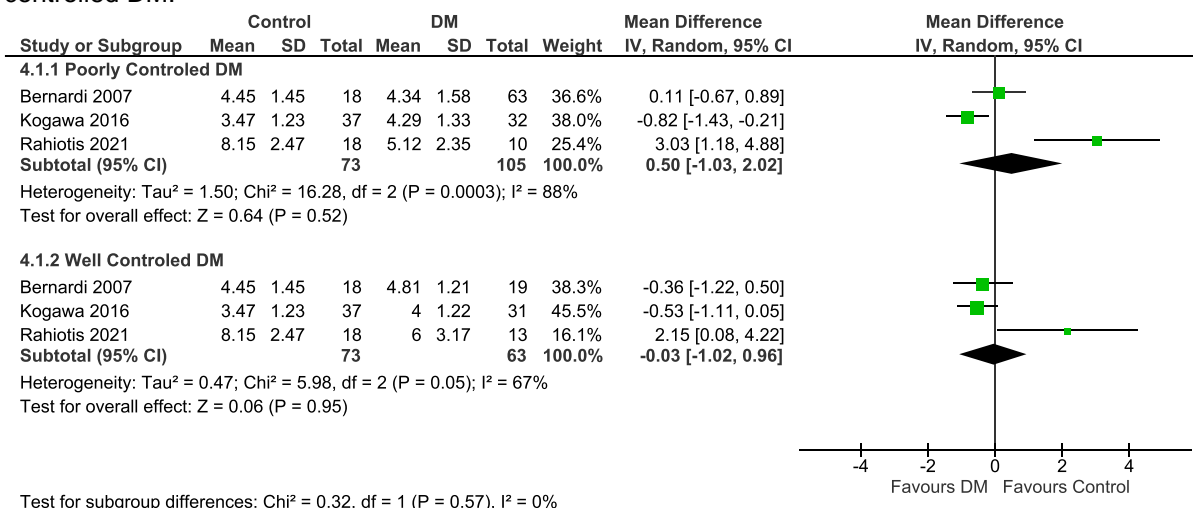 controlled DM.
Control DM Mean Difference Mean Difference
Study or Subgroup Mean SD Total Mean SD Total Weight IV, Random, 95% CI IV, Random, 95% CI
4.1.1 Poorly Controled DM
Bernardi 2007 4.45 1.45 18 4.34 1.58 63 36.6% 0.11 [-0.67, 0.89]
Kogawa 2016 3.47 1.23 37 4.29 1.33 32 38.0% -0.82 [-1.43, -0.21]
Rahiotis 2021 8.15 2.47 18 5.12 2.35 10 25.4% 3.03 [1.18, 4.88]
Subtotal (95% CI) 73 105 100.0% 0.50 [-1.03, 2.02]
Heterogeneity: Tau² = 1.50; Chi² = 16.28, df = 2 (P = 0.0003); I² = 88%
Test for overall effect: Z = 0.64 (P = 0.52)
4.1.2 Well Controled DM
Bernardi 2007 4.45 1.45 18 4.81 1.21 19 38.3% -0.36 [-1.22, 0.50]
Kogawa 2016 3.47 1.23 37 4 1.22 31 45.5% -0.53 [-1.11, 0.05]
Rahiotis 2021 8.15 2.47 18 6 3.17 13 16.1% 2.15 [0.08, 4.22]
Subtotal (95% CI) 73 63 100.0% -0.03 [-1.02, 0.96]
Heterogeneity: Tau² = 0.47; Chi² = 5.98, df = 2 (P = 0.05); I² = 67%
Test for overall effect: Z = 0.06 (P = 0.95)
-4 -2 0 2 4
Favours DM Favours Control
Test for subgroup differences: Chi² = 0.32, df = 1 (P = 0.57), I² = 0%